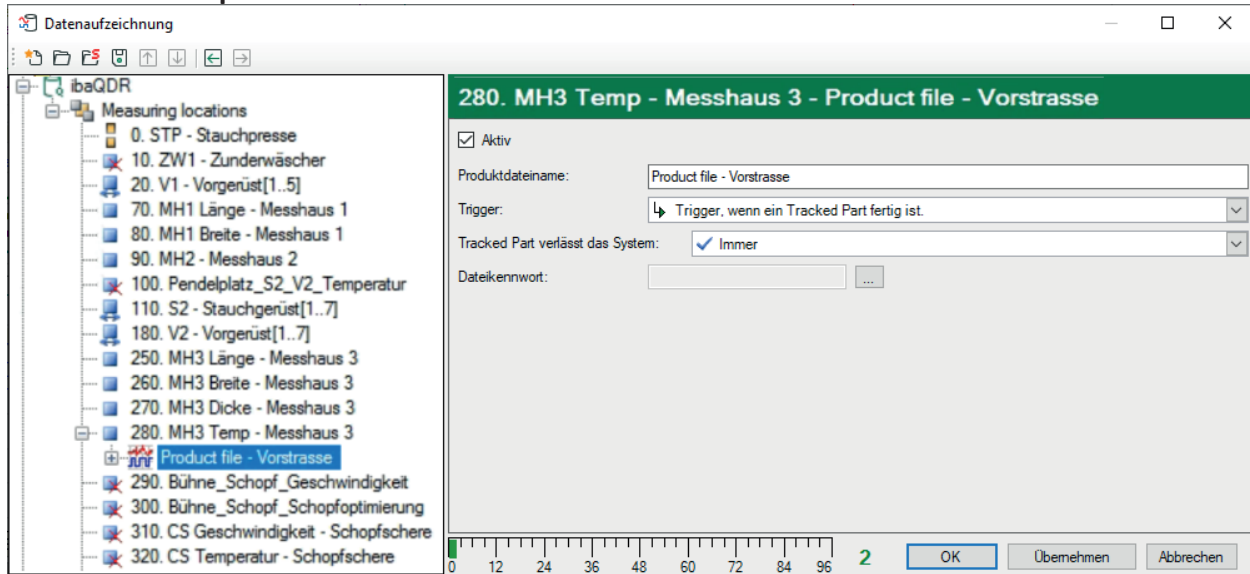 Datenaufzeichnung
ibaQDR
Measuring locations
0. STP - Stauchpresse
10. ZW1 - Zunderwäscher
20. V1 - Vorgerüst[1..5]
70. MH1 Länge - Messhaus 1
80. MH1 Breite - Messhaus 1
90. MH2 - Messhaus 2
100. Pendelplatz_S2_V2_Temperatur
110. S2 - Stauchgerüst[1..7]
180. V2 - Vorgerüst[1..7]
250. MH3 Länge - Messhaus 3
260. MH3 Breite - Messhaus 3
270. MH3 Dicke - Messhaus 3
280. MH3 Temp - Messhaus 3
Product file - Vorstrasse
290. Bühne_Schopf_Geschwindigkeit
300. Bühne_Schopf_Schopfoptimierung
310. CS Geschwindigkeit - Schopfschere
320. CS Temperatur - Schopfschere
280. MH3 Temp - Messhaus 3 - Product file - Vorstrasse
Aktiv
Produktdateiname: Product file - Vorstrasse
Trigger: Trigger, wenn ein Tracked Part fertig ist.
Tracked Part verlässt das System: Immer
Dateikennwort: ...
0 12 24 36 48 60 72 84 96 2 OK Übernehmen Abbrechen